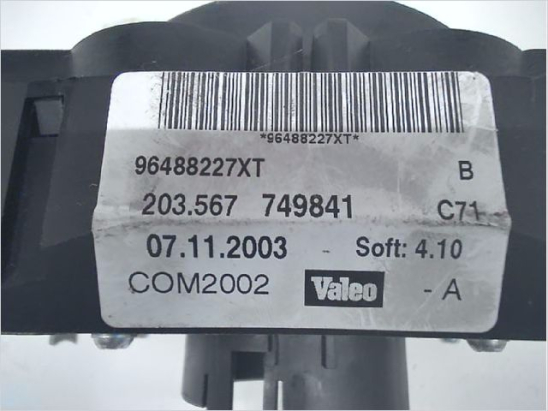 *96488227XT*
96488227XT B
203.567 749841 C71
07.11.2003 - Soft: 4.10
COM2002 Valeo - A